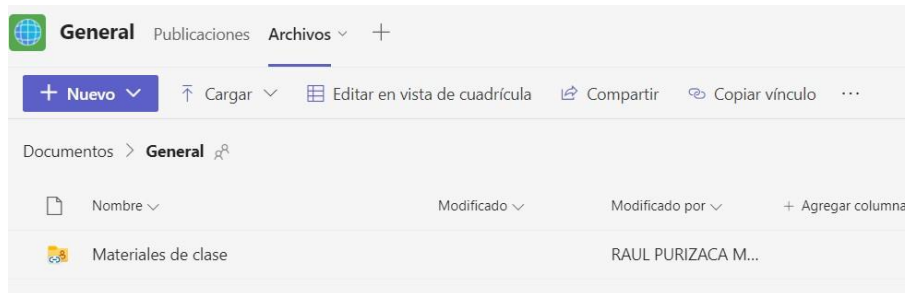 General Publicaciones Archivos
Nuevo Cargar Editar en vista de cuadrícula Compartir Copiar vínculo ...
Documentos > General
Nombre Modificado Modificado por + Agregar columna
Materiales de clase RAUL PURIZACA M...